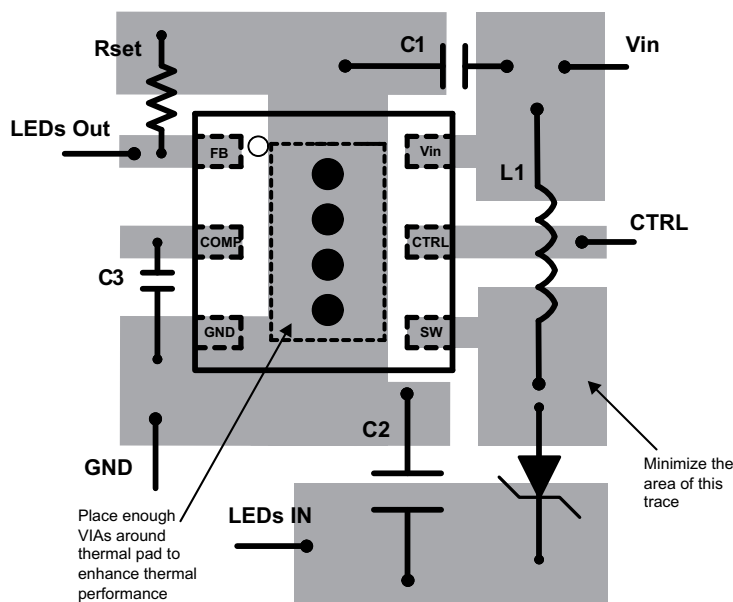 Rset
C1
Vin
LEDs Out
FB
Vin
L1
COMP
CTRL
CTRL
C3
GND
SW
C2
GND
Minimize the
area of this
trace
Place enough
VIAs around
thermal pad to
enhance thermal
performance
LEDs IN